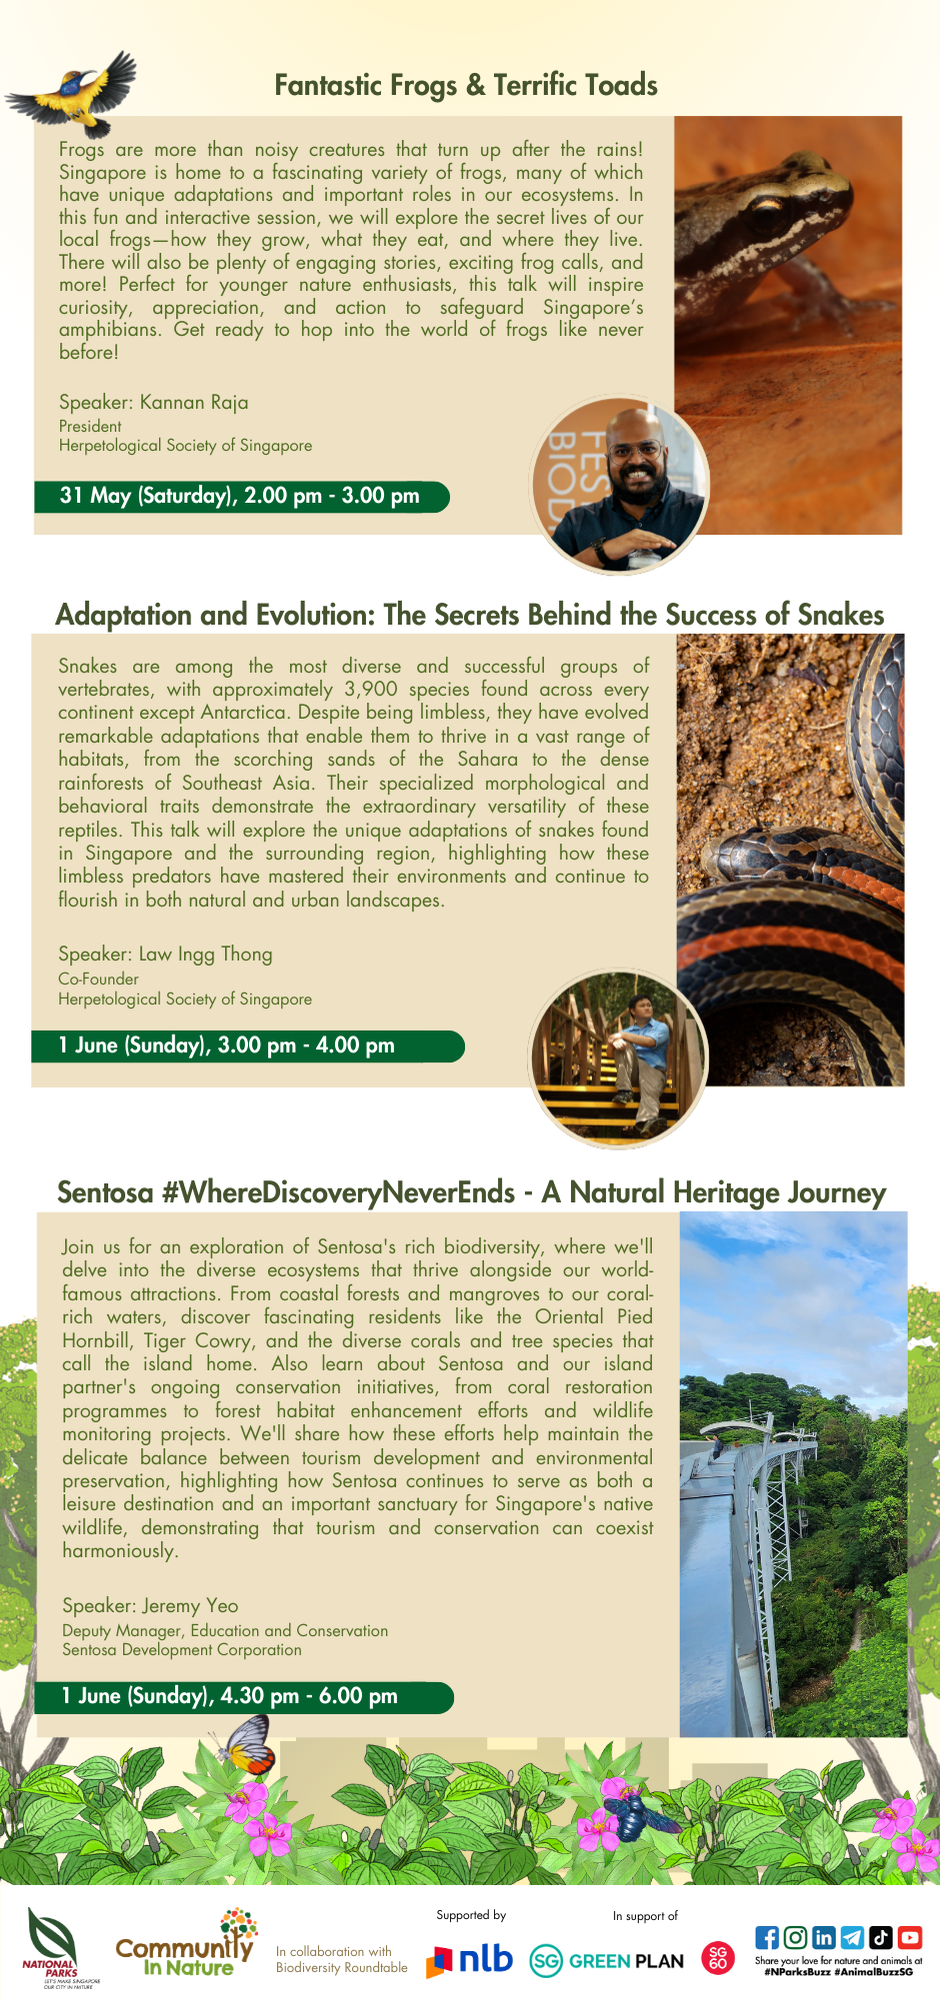 Fantastic Frogs & Terrific Toads
Frogs are more than noisy creatures that turn up after the rains!
Singapore is home to a fascinating variety of frogs, many of which
have unique adaptations and important roles in our ecosystems. In
this fun and interactive session, we will explore the secret lives of our
local frogs—how they grow, what they eat, and where they live.
There will also be plenty of engaging stories, exciting frog calls, and
more! Perfect for younger nature enthusiasts, this talk will inspire
curiosity, appreciation, and action to safeguard Singapore's
amphibians. Get ready to hop into the world of frogs like never
before!
Speaker: Kannan Raja
President
Herpetological Society of Singapore
31 May (Saturday), 2.00 pm - 3.00 pm
FES
BIOD
Adaptation and Evolution: The Secrets Behind the Success of Snakes
Snakes are among the most diverse and successful groups of
vertebrates, with approximately 3,900 species found across every
continent except Antarctica. Despite being limbless, they have evolved
remarkable adaptations that enable them to thrive in a vast range of
habitats, from the scorching sands of the Sahara to the dense
rainforests of Southeast Asia. Their specialized morphological and
behavioral traits demonstrate the extraordinary versatility of these
reptiles. This talk will explore the unique adaptations of snakes found
in Singapore and the surrounding region, highlighting how these
limbless predators have mastered their environments and continue to
flourish in both natural and urban landscapes.
Speaker: Law Ingg Thong
Co-Founder
Herpetological Society of Singapore
1 June (Sunday), 3.00 pm - 4.00 pm
Sentosa #WhereDiscoveryNeverEnds - A Natural Heritage Journey
Join us for an exploration of Sentosa's rich biodiversity, where we'll
delve into the diverse ecosystems that thrive alongside our world-
famous attractions. From coastal forests and mangroves to our coral-
rich waters, discover fascinating residents like the Oriental Pied
Hornbill, Tiger Cowry, and the diverse corals and tree species that
call the island home. Also learn about Sentosa and our island
partner's ongoing conservation initiatives, from coral restoration
programmes to forest habitat enhancement efforts and wildlife
monitoring projects. We'll share how these efforts help maintain the
delicate balance between tourism development and environmental
preservation, highlighting how Sentosa continues to serve as both a
leisure destination and an important sanctuary for Singapore's native
wildlife, demonstrating that tourism and conservation can coexist
harmoniously.
Speaker: Jeremy Yeo
Deputy Manager, Education and Conservation
Sentosa Development Corporation
1 June (Sunday), 4.30 pm - 6.00 pm
NATIONAL
PARKS
LET'S MAKE SINGAPORE
OUR CITY IN NATURE
Community
In Nature
In collaboration with
Biodiversity Roundtable
Supported by
nlb
In support of
SG GREEN PLAN
SG
60
Share your love for nature and animals at
#NParksBuzz #AnimalBuzzSG